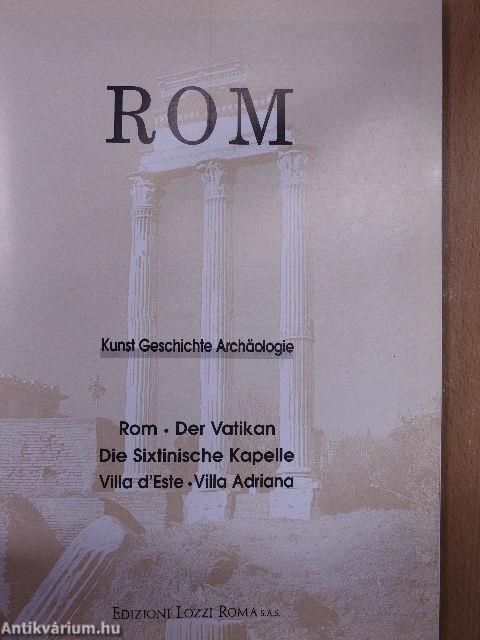 ROM
Kunst Geschichte Archäologie
Rom • Der Vatikan
Die Sixtinische Kapelle
Villa d'Este • Villa Adriana
EDIZIONI LOZZI ROMA S.A.S.
Antikvárium.hu